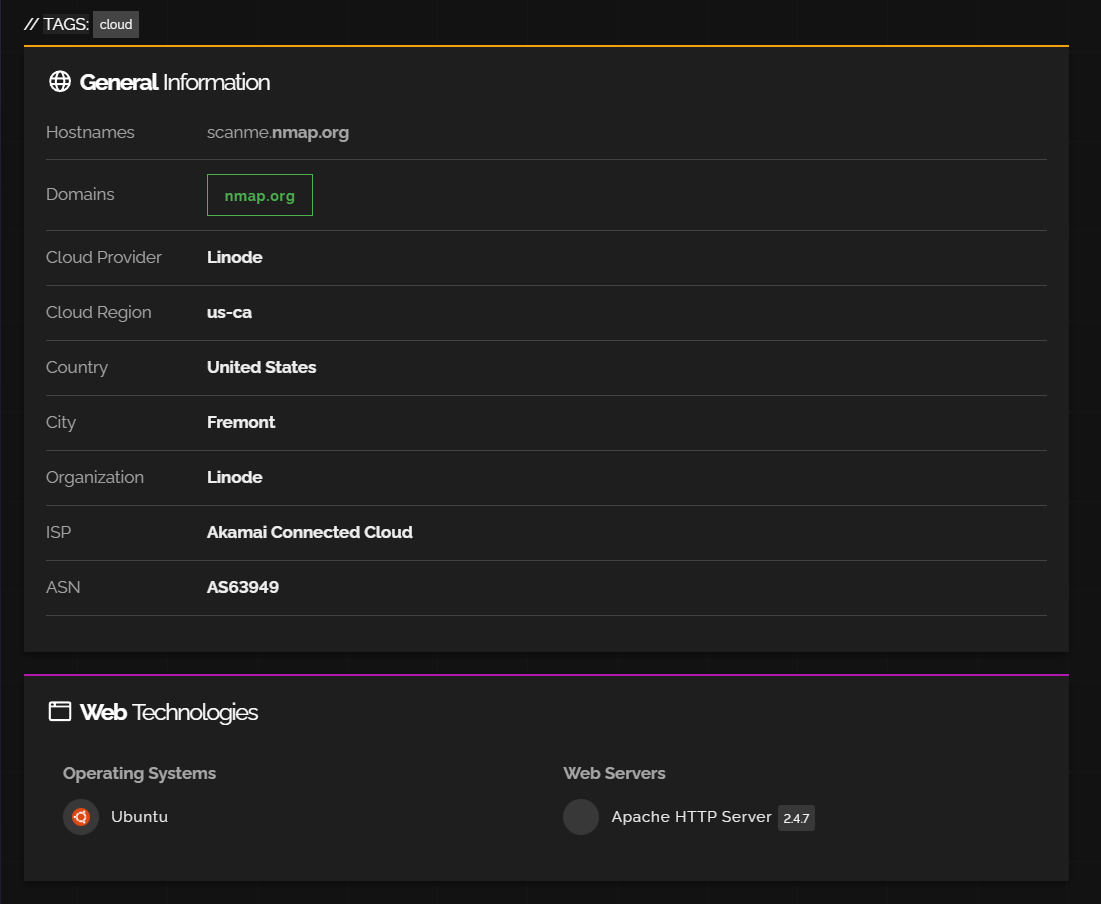 // TAGS: cloud
General Information
Hostnames scanme.nmap.org
Domains nmap.org
Cloud Provider Linode
Cloud Region us-ca
Country United States
City Fremont
Organization Linode
ISP Akamai Connected Cloud
ASN AS63949
Web Technologies
Operating Systems Web Servers
Ubuntu Apache HTTP Server 2.4.7